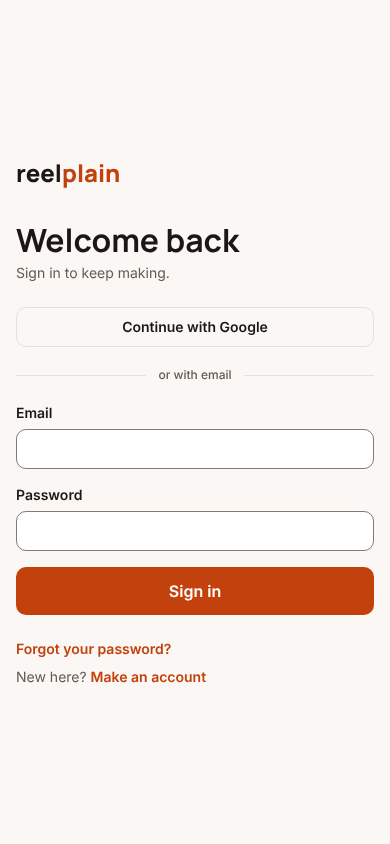 reelplain
Welcome back
Sign in to keep making.
Continue with Google
or with email
Email
Password
Sign in
Forgot your password?
New here? Make an account